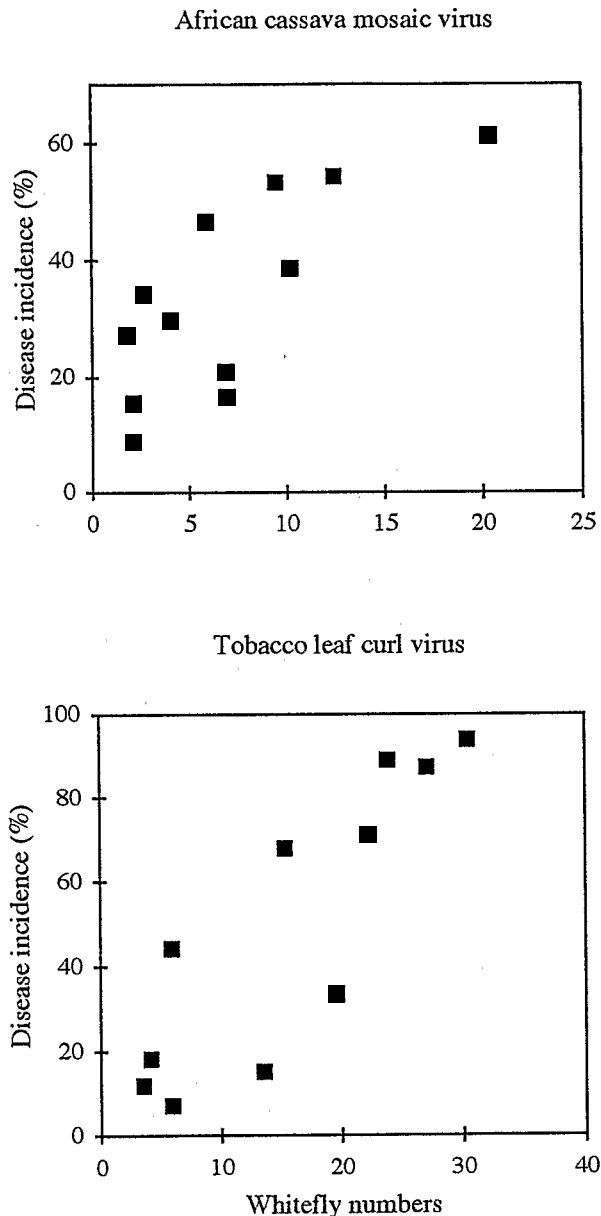 African cassava mosaic virus
Disease incidence (%)
60
40
20
0
0 5 10 15 20 25
Tobacco leaf curl virus
Disease incidence (%)
100
80
60
40
20
0
0 10 20 30 40
Whitefly numbers